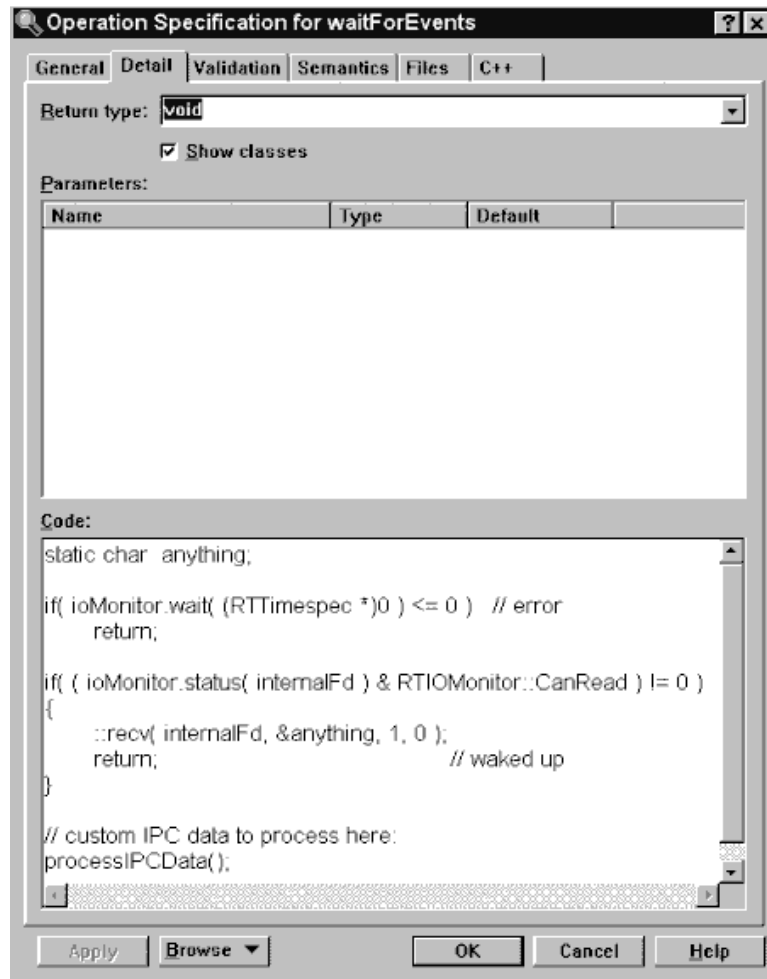 Operation Specification for waitForEvents
General Detail Validation Semantics Files C++
Return type: void
Show classes
Parameters:
Name Type Default
Code:
static char anything;
if( ioMonitor.wait( (RTTimespec *)0 ) <= 0 ) // error
return;
if( ( ioMonitor.status( internalFd ) & RTIOMonitor::CanRead ) != 0 )
{
::recv( internalFd, &anything, 1, 0 );
return; // waked up
}
// custom IPC data to process here:
processIPCData();
Apply Browse OK Cancel Help